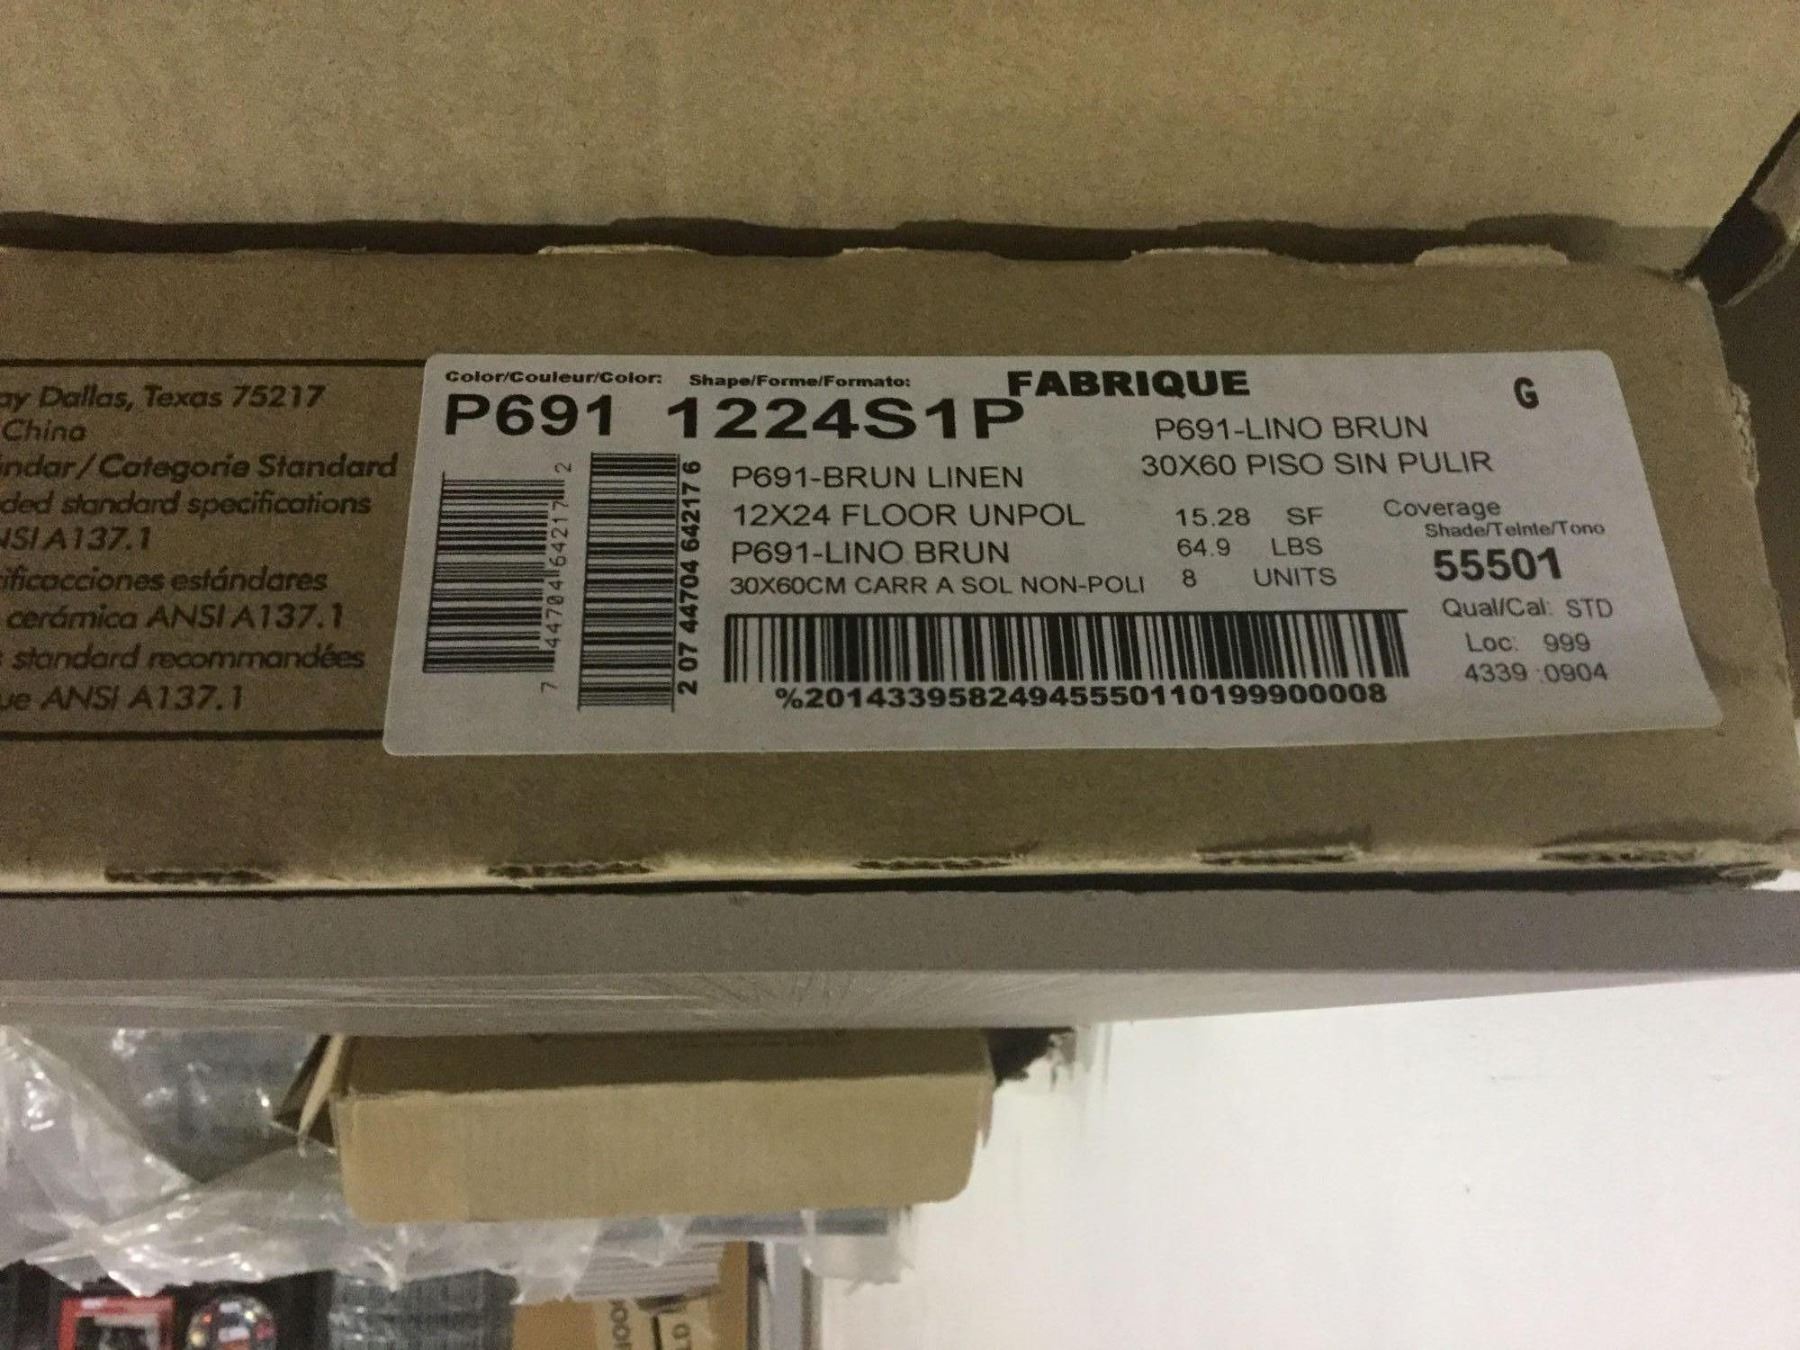 ay Dallas, Texas 75217
China
indar/Categorie Standard
ded standard specifications
NSI A137.1
ificacciones estándares
cerámica ANSI A137.1
standard recommandées
ue ANSI A137.1
Color/Couleur/Color: Shape/Forme/Formato: FABRIQUE G
P691 1224S1P
P691-LINO BRUN
30X60 PISO SIN PULIR
P691-BRUN LINEN
12X24 FLOOR UNPOL
P691-LINO BRUN
30X60CM CARR A SOL NON-POLI
15.28 SF Coverage
64.9 LBS
8 UNITS
Shade/Teinte/Tono
55501
Qual/Cal: STD
Loc: 999
4339 :0904
7 44704 64217 2
2 07 44704 64217 6
%20143395824945550110199900008